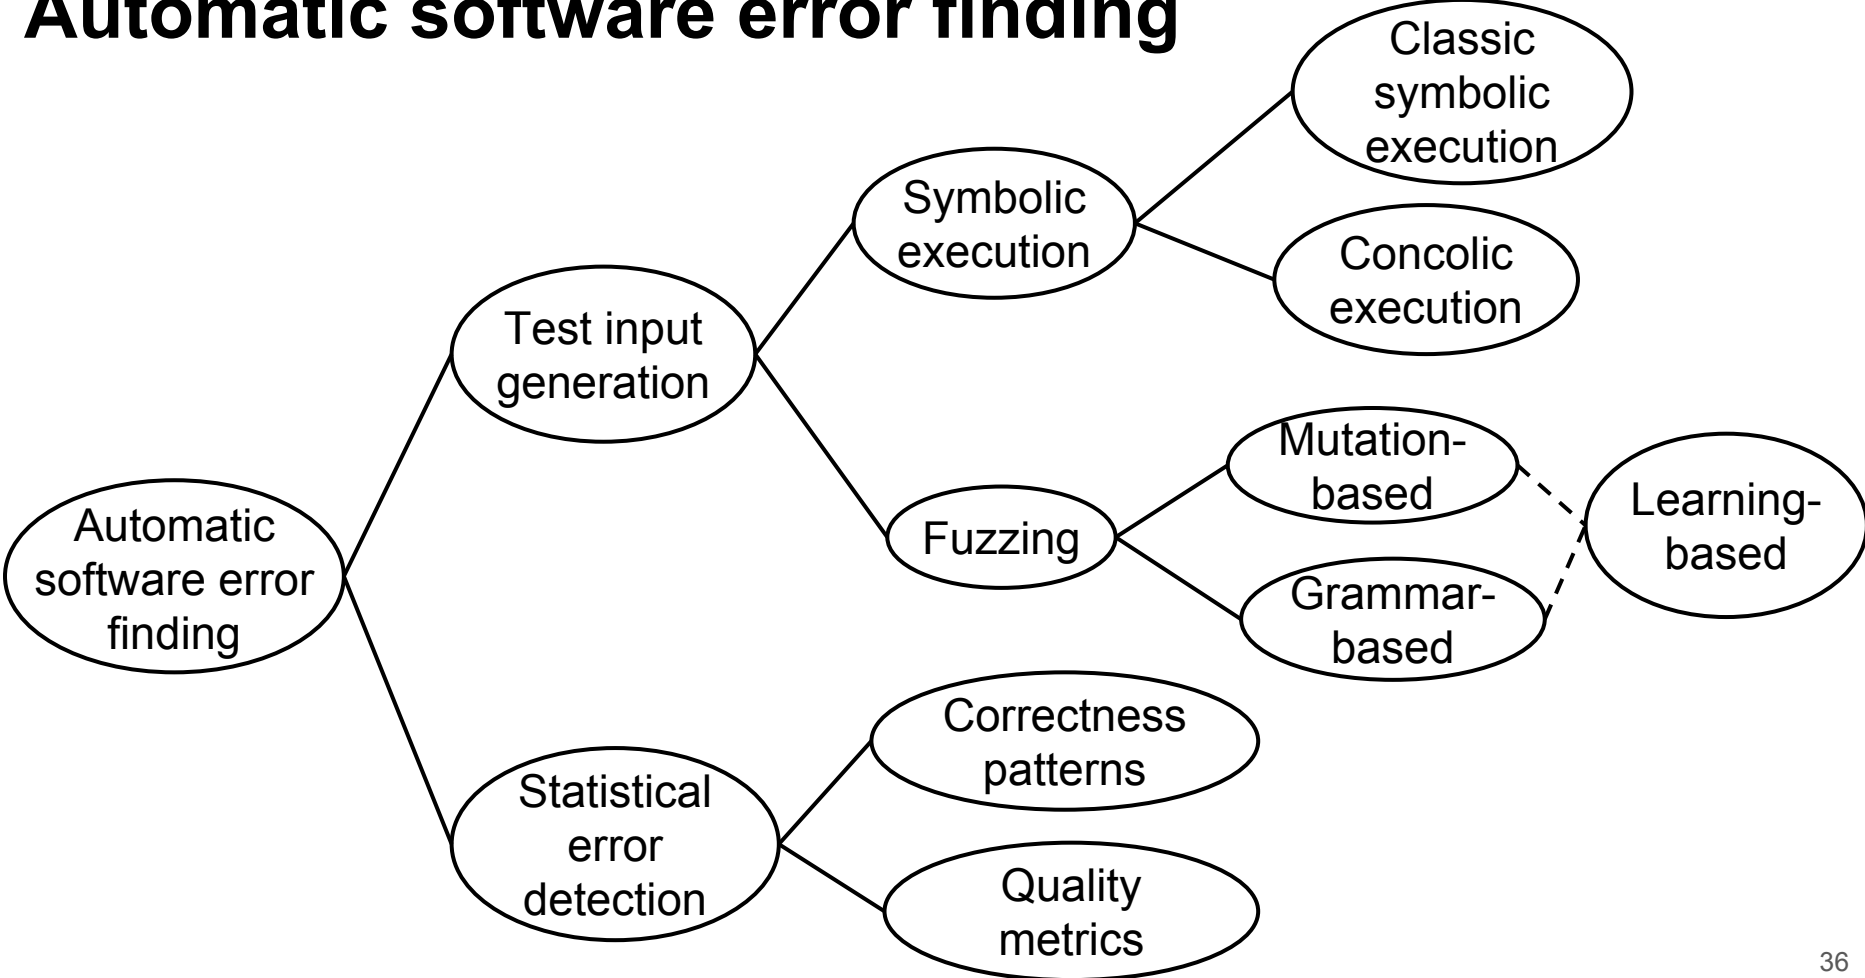 Automatic software error finding
Classic
symbolic
execution
Symbolic
execution
Concolic
execution
Test input
generation
Mutation-
based
Learning-
based
Fuzzing
Grammar-
based
Automatic
software error
finding
Correctness
patterns
Statistical
error
detection
Quality
metrics
36